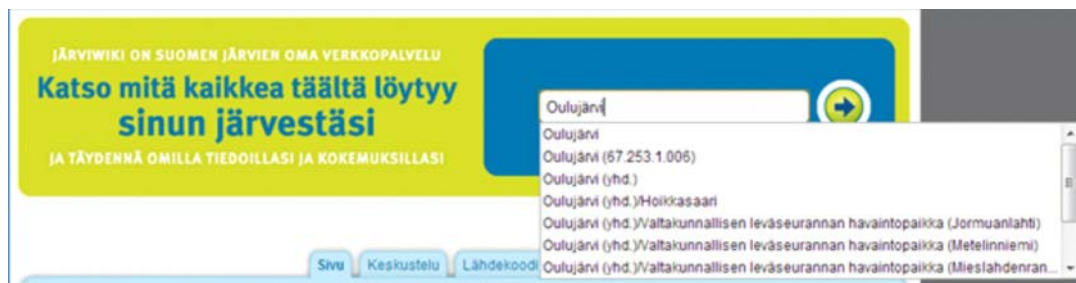 JÄRVIWIKI ON SUOMEN JÄRVIEN OMA VERKKOPALVELU
Katso mitä kaikkea täältä löytyy
sinun järvestäsi
JA TÄYDENNÄ OMILLA TIEDOILLASI JA KOKEMUKSILLASI
Oulujärvi
Oulujärvi
Oulujärvi (67.253.1.006)
Oulujärvi (yhd.)
Oulujärvi (yhd.)/Hoikkasaari
Oulujärvi (yhd.)/Valtakunnallisen leväseurannan havaintopaikka (Jormuanlahti)
Oulujärvi (yhd.)/Valtakunnallisen leväseurannan havaintopaikka (Metelinniemi)
Oulujärvi (yhd.)/Valtakunnallisen leväseurannan havaintopaikka (Mieslahdenran...
Sivu Keskustelu Lähdekoodi